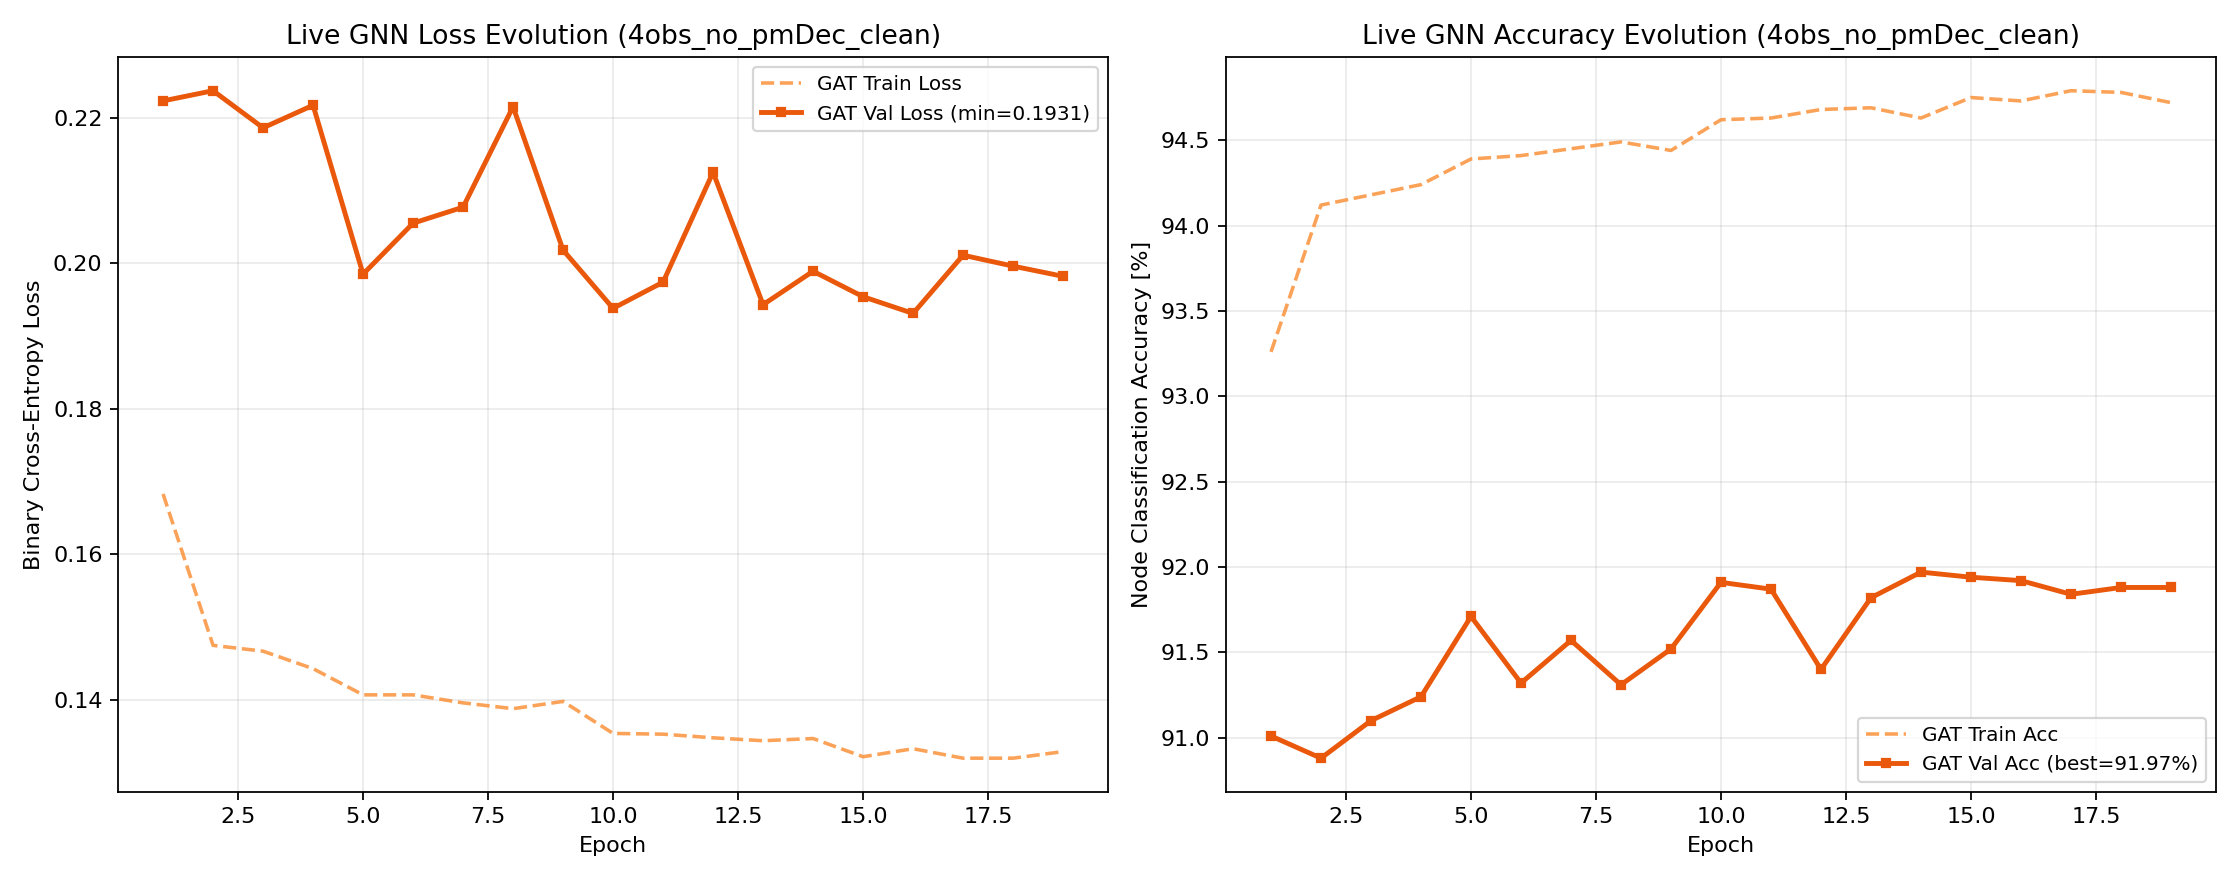 Live GNN Loss Evolution (4obs_no_pmDec_clean)
GAT Train Loss
GAT Val Loss (min=0.1931)
Binary Cross-Entropy Loss
0.22
0.20
0.18
0.16
0.14
2.5 5.0 7.5 10.0 12.5 15.0 17.5
Epoch
Live GNN Accuracy Evolution (4obs_no_pmDec_clean)
Node Classification Accuracy [%]
94.5
94.0
93.5
93.0
92.5
92.0
91.5
91.0
GAT Train Acc
GAT Val Acc (best=91.97%)
2.5 5.0 7.5 10.0 12.5 15.0 17.5
Epoch